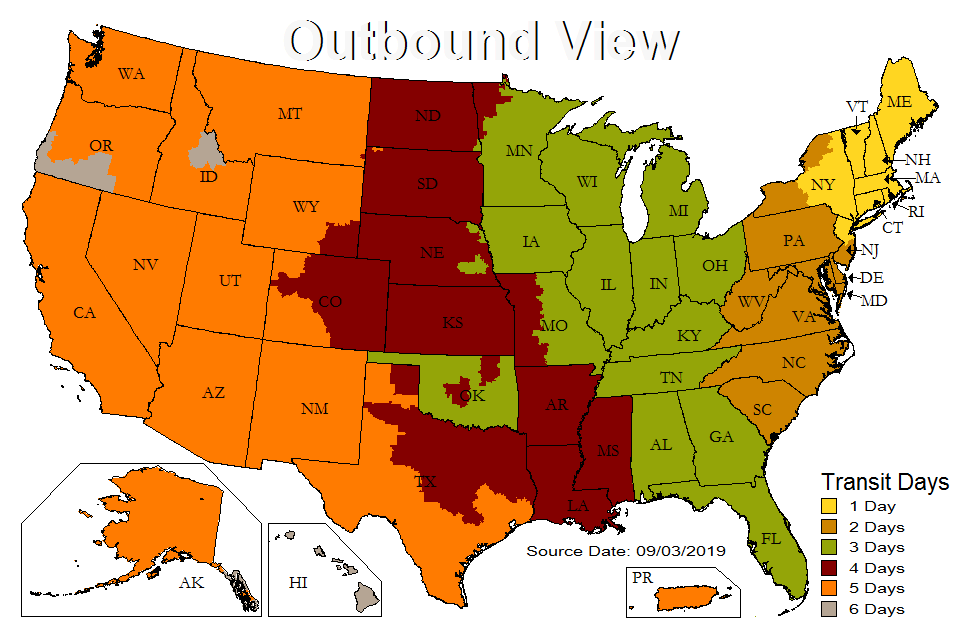 Outbound View
WA
MT
ND
OR
ID
MN
WI
MI
VT
ME
NH
MA
NY
RI
CT
SD
WY
NE
IA
PA
NJ
NV
UT
CO
IL
IN
OH
DE
MD
WV
VA
CA
KS
MO
KY
AZ
NM
OK
TN
NC
AR
SC
MS
AL
GA
TX
LA
FL
AK
HI
PR
Source Date: 09/03/2019
Transit Days
1 Day
2 Days
3 Days
4 Days
5 Days
6 Days